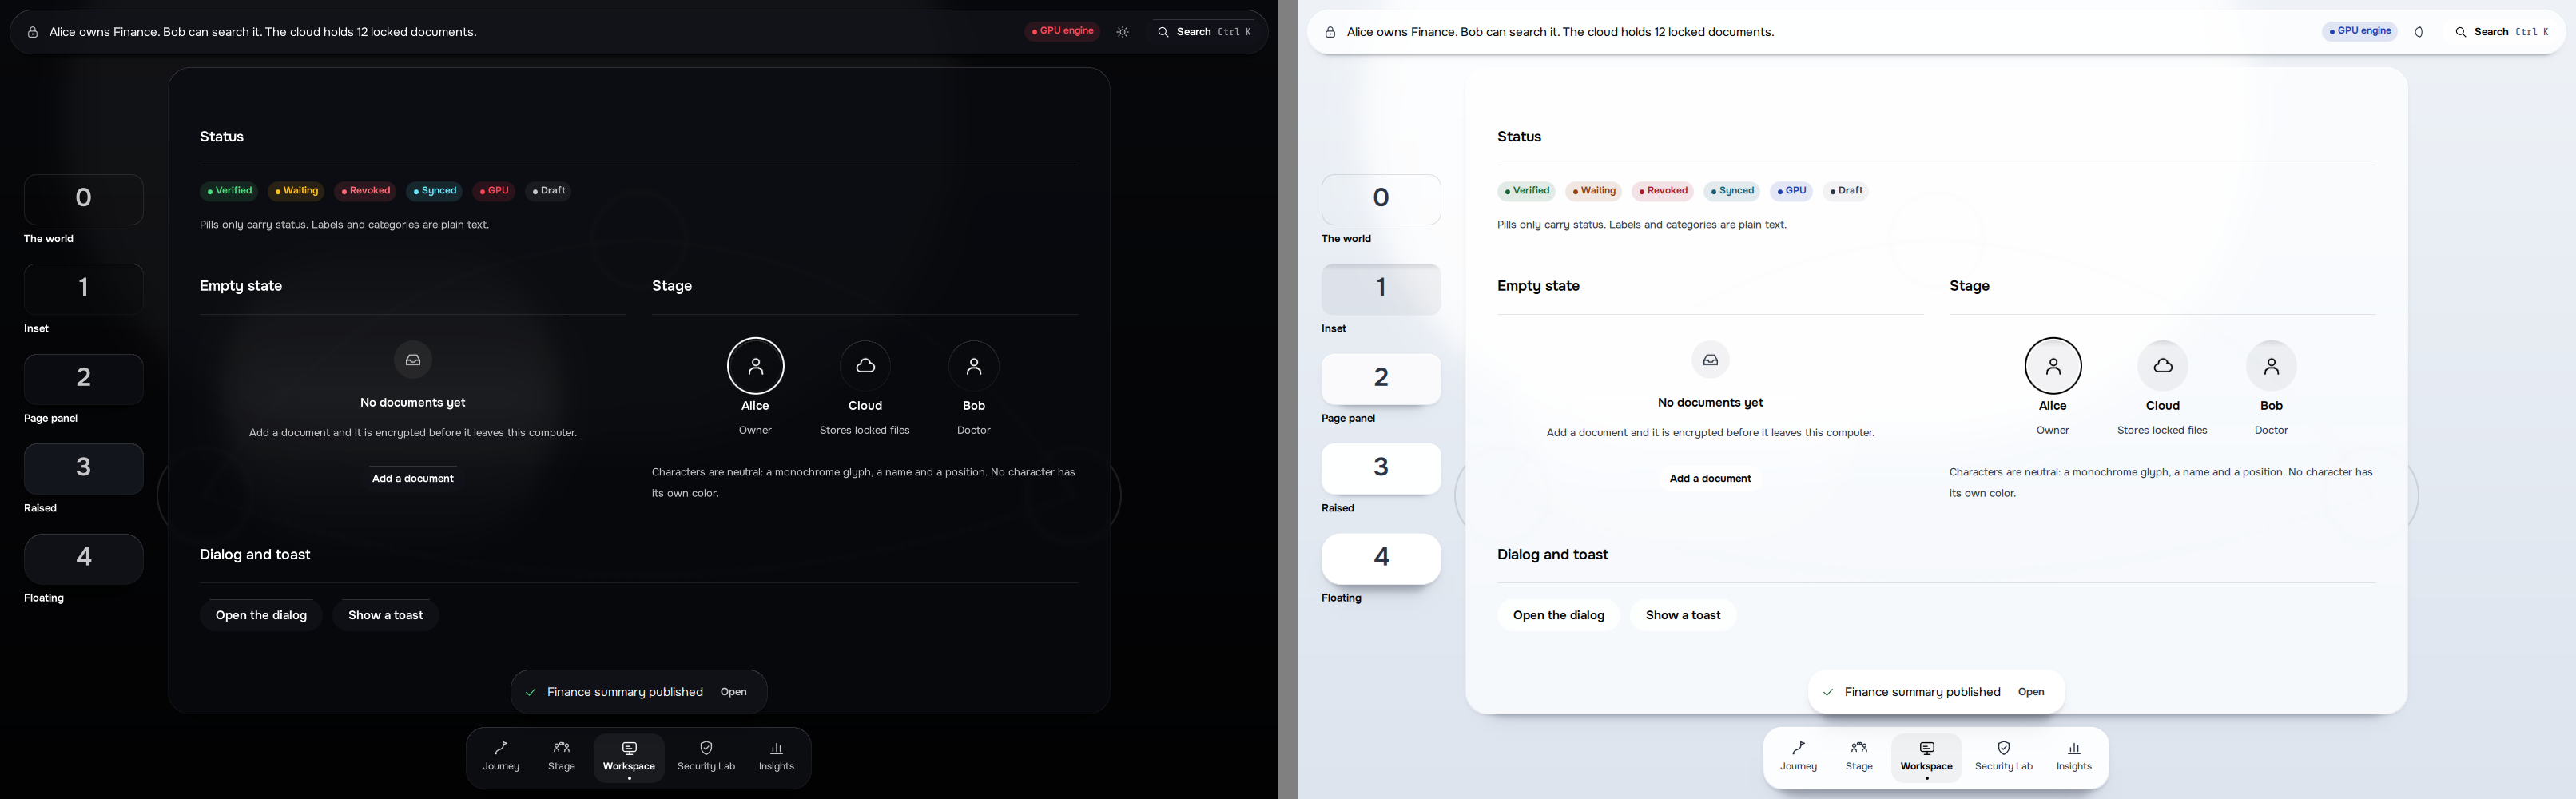 Alice owns Finance. Bob can search it. The cloud holds 12 locked documents.
GPU engine
Search Ctrl K
0
The world
1
Inset
2
Page panel
3
Raised
4
Floating
Status
Verified Waiting Revoked Synced GPU Draft
Pills only carry status. Labels and categories are plain text.
Empty state
No documents yet
Add a document and it is encrypted before it leaves this computer.
Add a document
Stage
Alice Cloud Bob
Owner Stores locked files Doctor
Characters are neutral: a monochrome glyph, a name and a position. No character has
its own color.
Dialog and toast
Open the dialog Show a toast
Finance summary published Open
Journey Stage Workspace Security Lab Insights
Alice owns Finance. Bob can search it. The cloud holds 12 locked documents.
GPU engine
Search Ctrl K
0
The world
1
Inset
2
Page panel
3
Raised
4
Floating
Status
Verified Waiting Revoked Synced GPU Draft
Pills only carry status. Labels and categories are plain text.
Empty state
No documents yet
Add a document and it is encrypted before it leaves this computer.
Add a document
Stage
Alice Cloud Bob
Owner Stores locked files Doctor
Characters are neutral: a monochrome glyph, a name and a position. No character has
its own color.
Dialog and toast
Open the dialog Show a toast
Finance summary published Open
Journey Stage Workspace Security Lab Insights